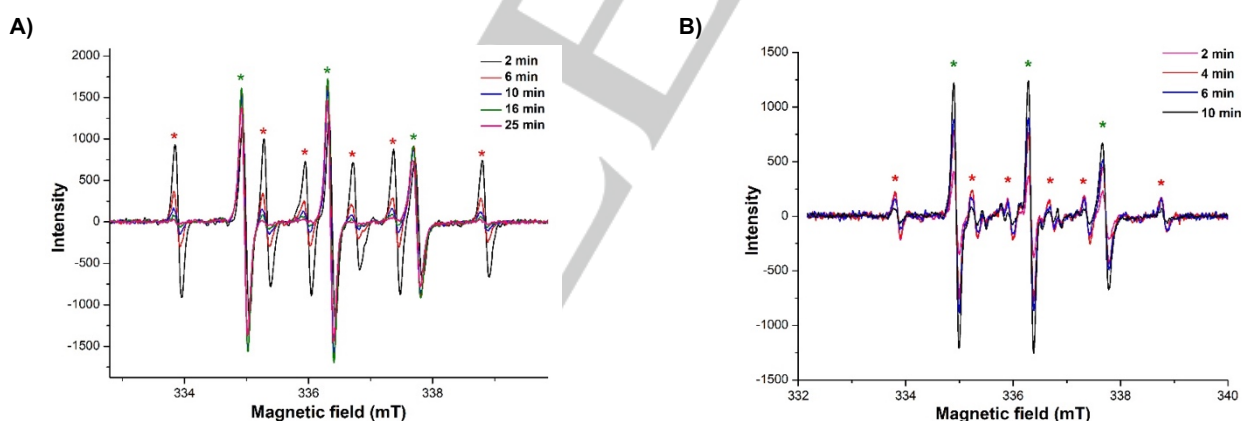 A)
2000
1500
1000
500
0
-500
-1000
-1500
Intensity
* * * * * * * * *
2 min
6 min
10 min
16 min
25 min
334 336 338
Magnetic field (mT)
B)
1500
1000
500
0
-500
-1000
-1500
Intensity
* * * * * * * * *
2 min
4 min
6 min
10 min
332 334 336 338 340
Magnetic field (mT)